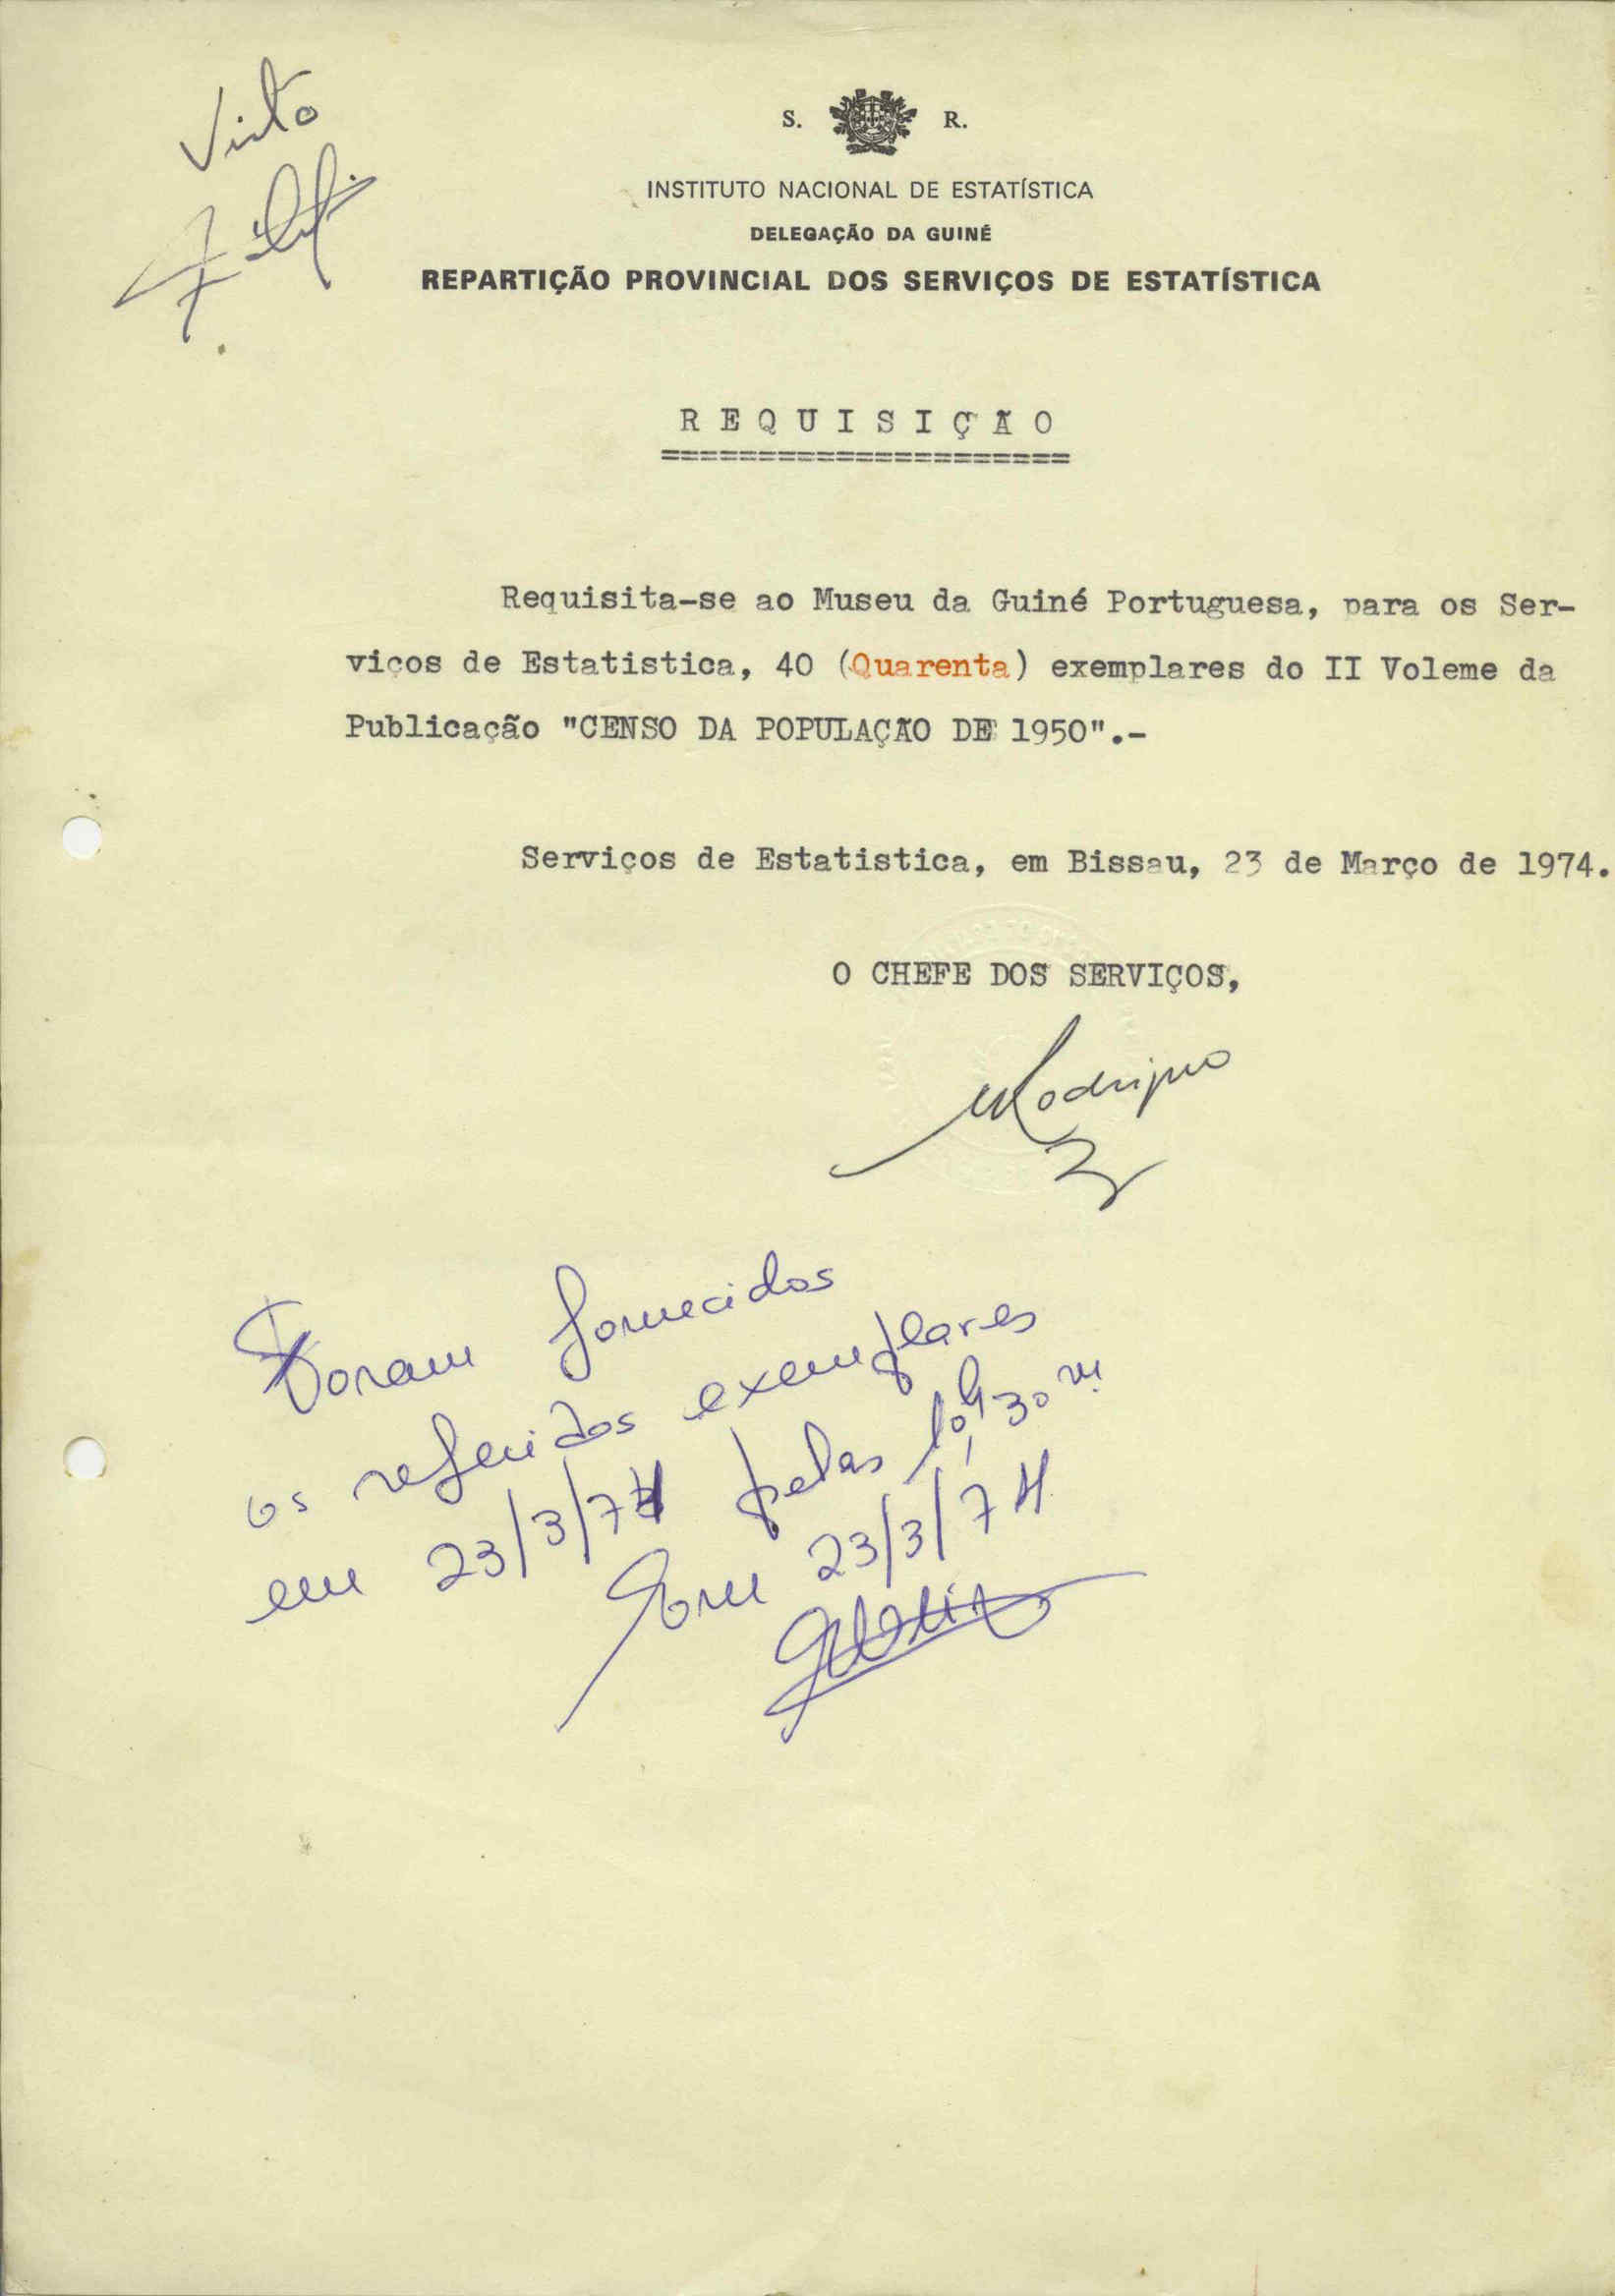 Visto
S. R.
INSTITUTO NACIONAL DE ESTATÍSTICA
DELEGAÇÃO DA GUINÉ
REPARTIÇÃO PROVINCIAL DOS SERVIÇOS DE ESTATÍSTICA
REQUISIÇÃO
Requisita-se ao Museu da Guiné Portuguesa, para os Ser-
viços de Estatistica, 40 (Quarenta) exemplares do II Voleme da
Publicação "CENSO DA POPULAÇÃO DE 1950".-
Serviços de Estatistica, em Bissau, 23 de Março de 1974.
O CHEFE DOS SERVIÇOS,
Rodrigues
Foram fornecidos
os referidos exemplares
em 23/3/74 pelas 10h,30m
Em 23/3/74